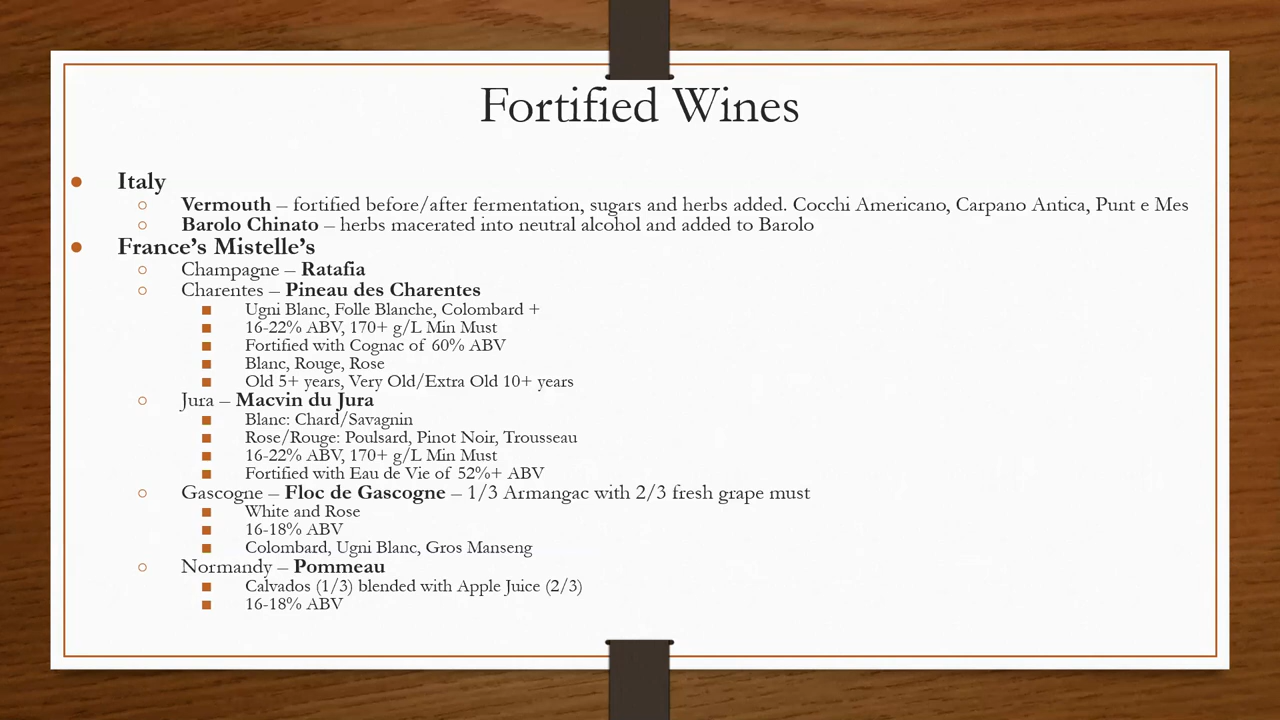 Fortified Wines
● Italy
○ Vermouth – fortified before/after fermentation, sugars and herbs added. Cocchi Americano, Carpano Antica, Punt e Mes
○ Barolo Chinato – herbs macerated into neutral alcohol and added to Barolo
● France’s Mistelle’s
○ Champagne – Ratafia
○ Charentes – Pineau des Charentes
■ Ugni Blanc, Folle Blanche, Colombard +
■ 16-22% ABV, 170+ g/L Min Must
■ Fortified with Cognac of 60% ABV
■ Blanc, Rouge, Rose
■ Old 5+ years, Very Old/Extra Old 10+ years
○ Jura – Macvin du Jura
■ Blanc: Chard/Savagnin
■ Rose/Rouge: Poulsard, Pinot Noir, Trousseau
■ 16-22% ABV, 170+ g/L Min Must
■ Fortified with Eau de Vie of 52%+ ABV
○ Gascogne – Floc de Gascogne – 1/3 Armangac with 2/3 fresh grape must
■ White and Rose
■ 16-18% ABV
■ Colombard, Ugni Blanc, Gros Manseng
○ Normandy – Pommeau
■ Calvados (1/3) blended with Apple Juice (2/3)
■ 16-18% ABV